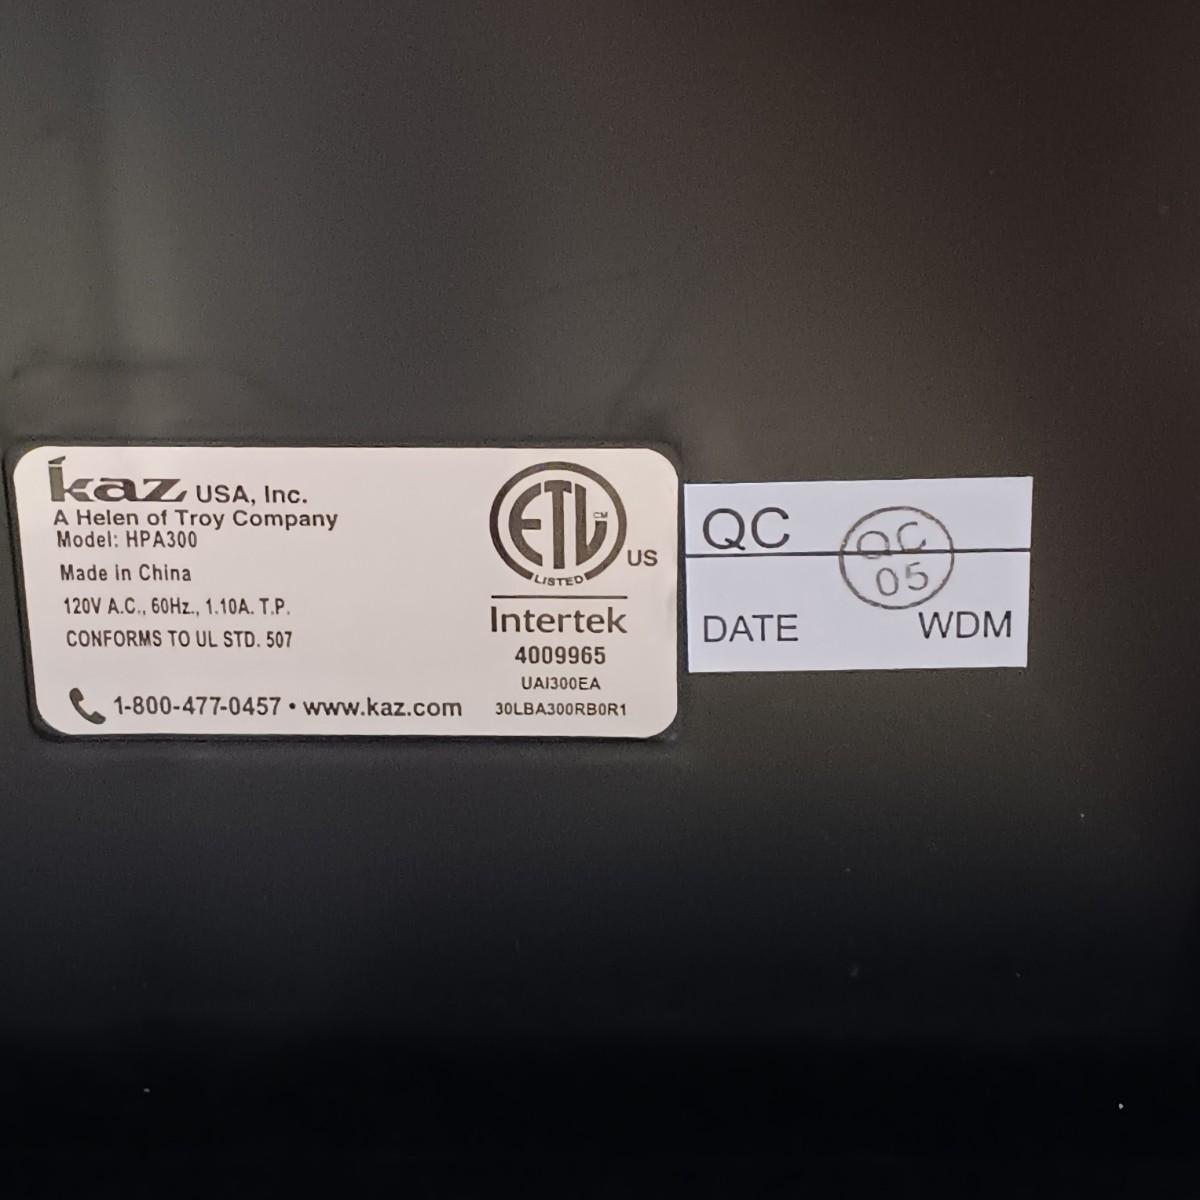 kaz USA, Inc.
A Helen of Troy Company
Model: HPA300
Made in China
120V A.C., 60Hz., 1.10A. T.P.
CONFORMS TO UL STD. 507
1-800-477-0457 • www.kaz.com
ETL CM
LISTED
US
Intertek
4009965
UAI300EA
30LBA300RB0R1
QC
QC
05
DATE
WDM